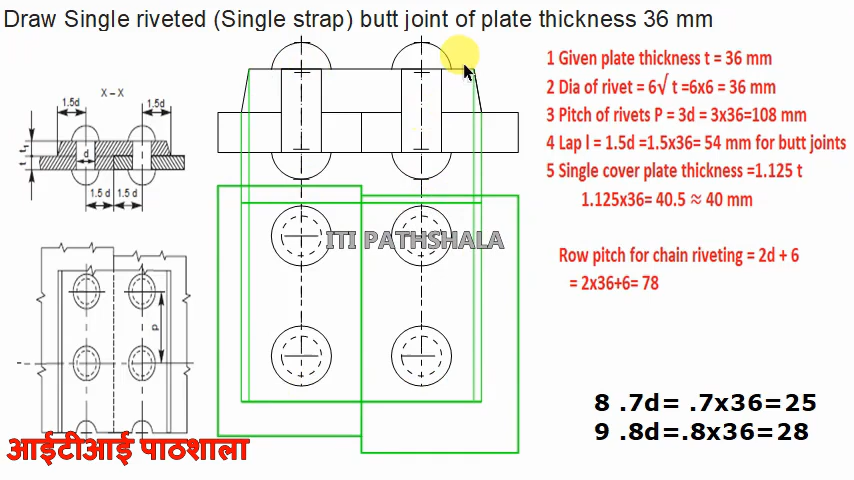 Draw Single riveted (Single strap) butt joint of plate thickness 36 mm
X – X
1.5d
1.5d
t₁
d
t
1.5 d
1.5 d
P
ITI PATHSHALA
1 Given plate thickness t = 36 mm
2 Dia of rivet = 6√ t =6x6 = 36 mm
3 Pitch of rivets P = 3d = 3x36=108 mm
4 Lap l = 1.5d =1.5x36= 54 mm for butt joints
5 Single cover plate thickness =1.125 t
1.125x36= 40.5 ≈ 40 mm
Row pitch for chain riveting = 2d + 6
= 2x36+6= 78
8 .7d= .7x36=25
9 .8d=.8x36=28
आईटीआई पाठशाला